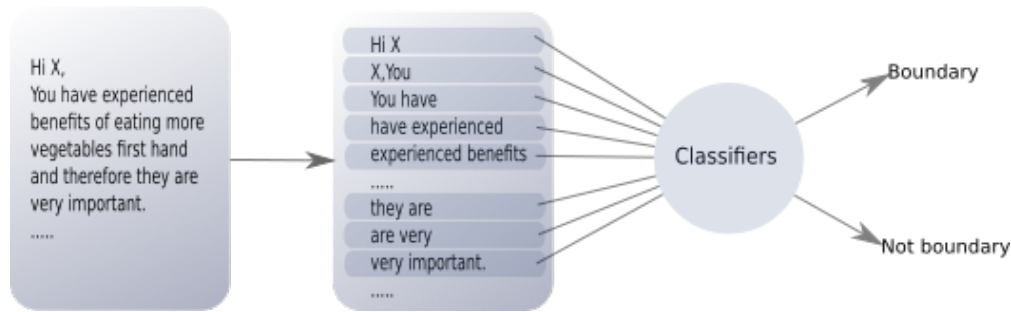 Hi X,
You have experienced
benefits of eating more
vegetables first hand
and therefore they are
very important.
.....
Hi X
X,You
You have
have experienced
experienced benefits
.....
they are
are very
very important.
.....
Classifiers
Boundary
Not boundary